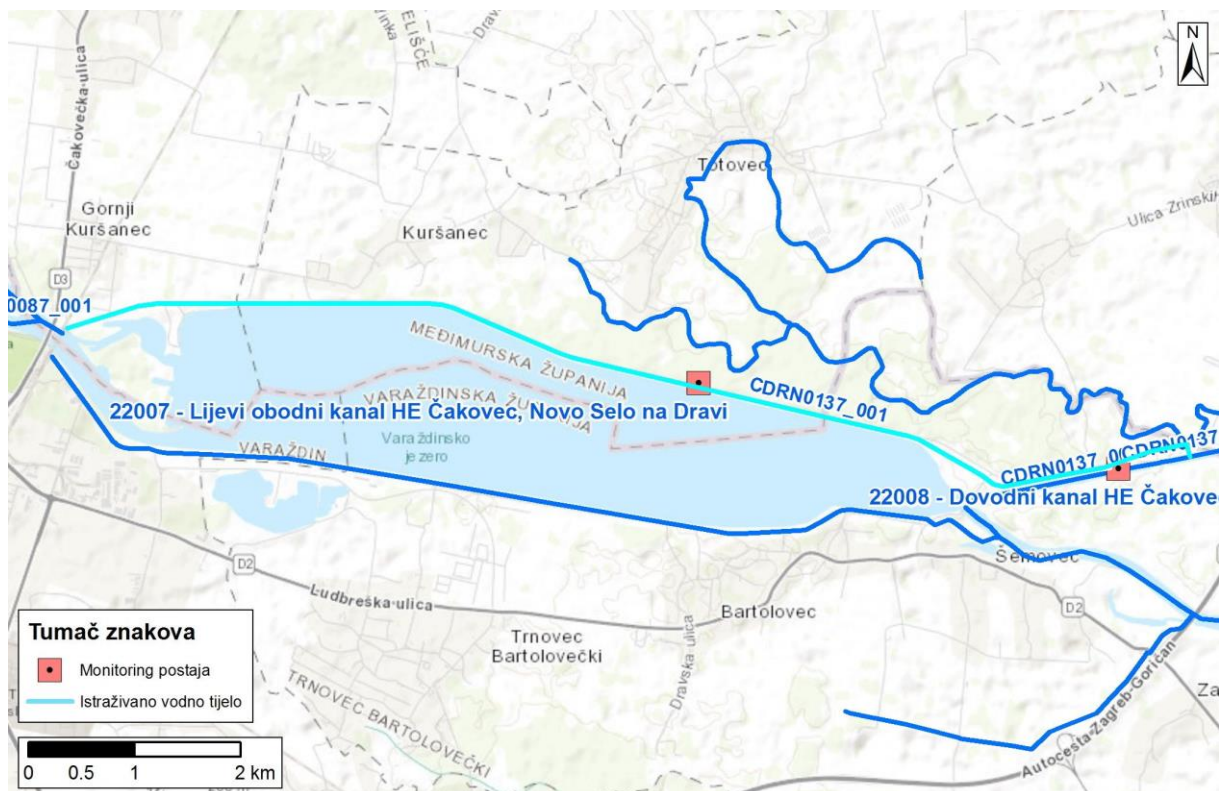 N
ELIŠĆE
Čakovečka ulica
Totovec
Gornji
Kuršanec
Kuršanec
Ulica Zrinskih
D3
0087_001
MEĐIMURSKA ŽUPANIJA
VARAŽDINSKA ŽUPANIJA
CDRN0137_001
22007 - Lijevi obodni kanal HE Čakovec, Novo Selo na Dravi
VARAŽDIN
Varaždinsko
jezero
CDRN0137
22008 - Dovodni kanal HE Čakovec
Šemovec
D2
Ludbreška ulica
Bartolovec
D2
Trnovec
Bartolovečki
Dravska ulica
TRNOVEC BARTOLOVEČKI
Autocesta Zagreb-Goričan
Za
Tumač znakova
Monitoring postaja
Istraživano vodno tijelo
0 0.5 1 2 km